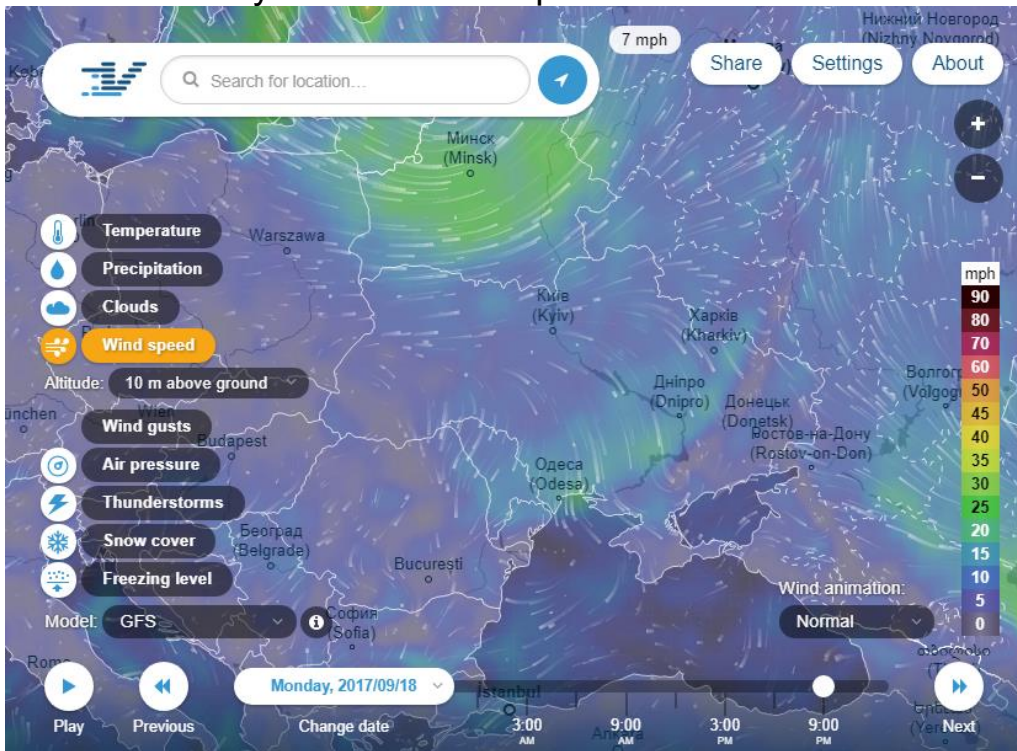 7 mph
Нижний Новгород
(Nizhny Novgorod)
Search for location...
Share
Settings
About
+
−
Минск
(Minsk)
Temperature
Warszawa
Precipitation
Clouds
Київ
(Kyiv)
Харків
(Kharkiv)
Wind speed
Altitude:
10 m above ground
Дніпро
(Dnipro)
Донецьк
(Donetsk)
Ростов-на-Дону
(Rostov-on-Don)
Wien
Wind gusts
Budapest
Air pressure
Одеса
(Odesa)
Thunderstorms
Београд
(Belgrade)
Snow cover
București
Freezing level
Model:
GFS
София
(Sofia)
mph
90
80
70
60
50
45
40
35
30
25
20
15
10
5
0
Wind animation:
Normal
Monday, 2017/09/18
Istanbul
Play
Previous
Change date
3:00
AM
9:00
AM
3:00
PM
9:00
PM
Next